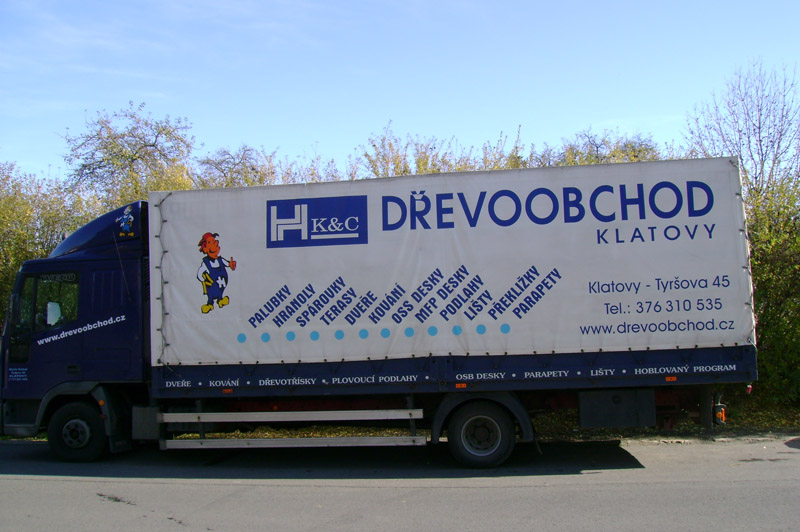 H K&C
DŘEVOOBCHOD
KLATOVY
PALUBKY
HRANOLY
SPÁROVKY
TERASY
DVEŘE
KOVÁNÍ
OSS DESKY
MFP DESKY
PODLAHY
LIŠTY
PŘEKLIŽKY
PARAPETY
Klatovy - Tyršova 45
Tel.: 376 310 535
www.drevoobchod.cz
www.drevoobchod.cz
DVEŘE • KOVÁNÍ • DŘEVOTŘÍSKY • PLOVOUCÍ PODLAHY • OSB DESKY • PARAPETY • LIŠTY • HOBLOVANÝ PROGRAM